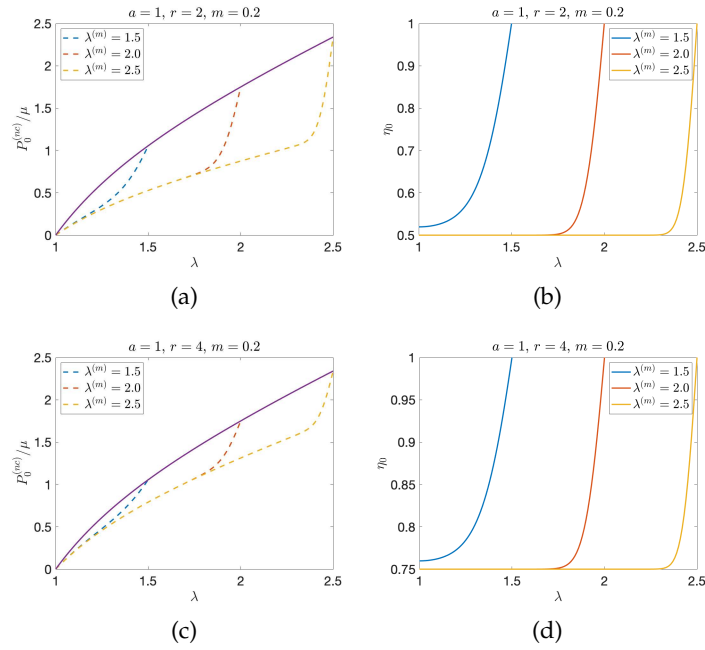 a = 1, r = 2, m = 0.2
P₀⁽ⁿᶜ⁾/μ
2.5
2
1.5
1
0.5
0
λ⁽ᵐ⁾ = 1.5
λ⁽ᵐ⁾ = 2.0
λ⁽ᵐ⁾ = 2.5
1 1.5 2 2.5
λ
(a)
a = 1, r = 2, m = 0.2
η₀
1
0.9
0.8
0.7
0.6
0.5
λ⁽ᵐ⁾ = 1.5
λ⁽ᵐ⁾ = 2.0
λ⁽ᵐ⁾ = 2.5
1 1.5 2 2.5
λ
(b)
a = 1, r = 4, m = 0.2
P₀⁽ⁿᶜ⁾/μ
2.5
2
1.5
1
0.5
0
λ⁽ᵐ⁾ = 1.5
λ⁽ᵐ⁾ = 2.0
λ⁽ᵐ⁾ = 2.5
1 1.5 2 2.5
λ
(c)
a = 1, r = 4, m = 0.2
η₀
1
0.95
0.9
0.85
0.8
0.75
λ⁽ᵐ⁾ = 1.5
λ⁽ᵐ⁾ = 2.0
λ⁽ᵐ⁾ = 2.5
1 1.5 2 2.5
λ
(d)